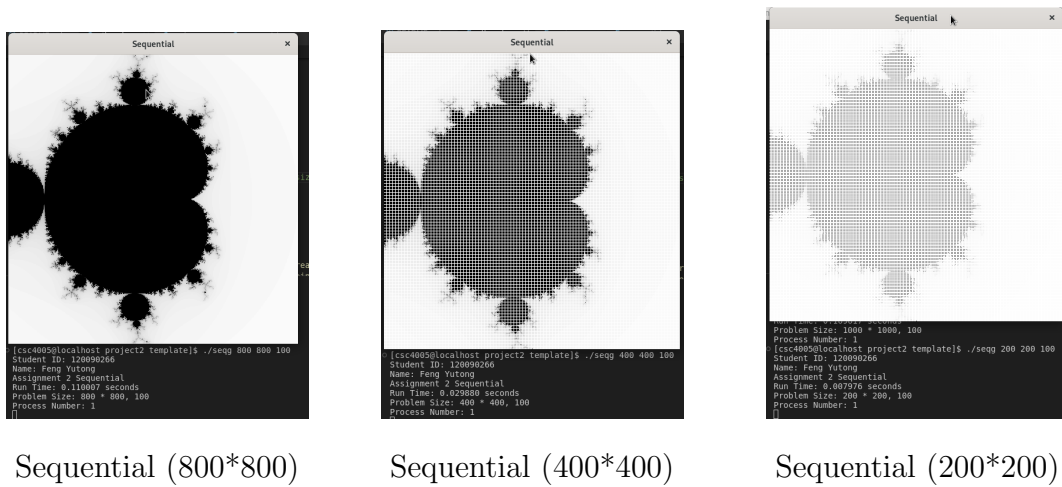 Sequential ×
[csc4005@localhost project2 template]$ ./seqg 800 800 100
Student ID: 120090266
Name: Feng Yutong
Assignment 2 Sequential
Run Time: 0.110007 seconds
Problem Size: 800 * 800, 100
Process Number: 1
Sequential (800*800)
Sequential ×
[csc4005@localhost project2 template]$ ./seqg 400 400 100
Student ID: 120090266
Name: Feng Yutong
Assignment 2 Sequential
Run Time: 0.029880 seconds
Problem Size: 400 * 400, 100
Process Number: 1
Sequential (400*400)
Sequential ×
Problem Size: 1000 * 1000, 100
Process Number: 1
[csc4005@localhost project2 template]$ ./seqg 200 200 100
Student ID: 120090266
Name: Feng Yutong
Assignment 2 Sequential
Run Time: 0.007976 seconds
Problem Size: 200 * 200, 100
Process Number: 1
Sequential (200*200)